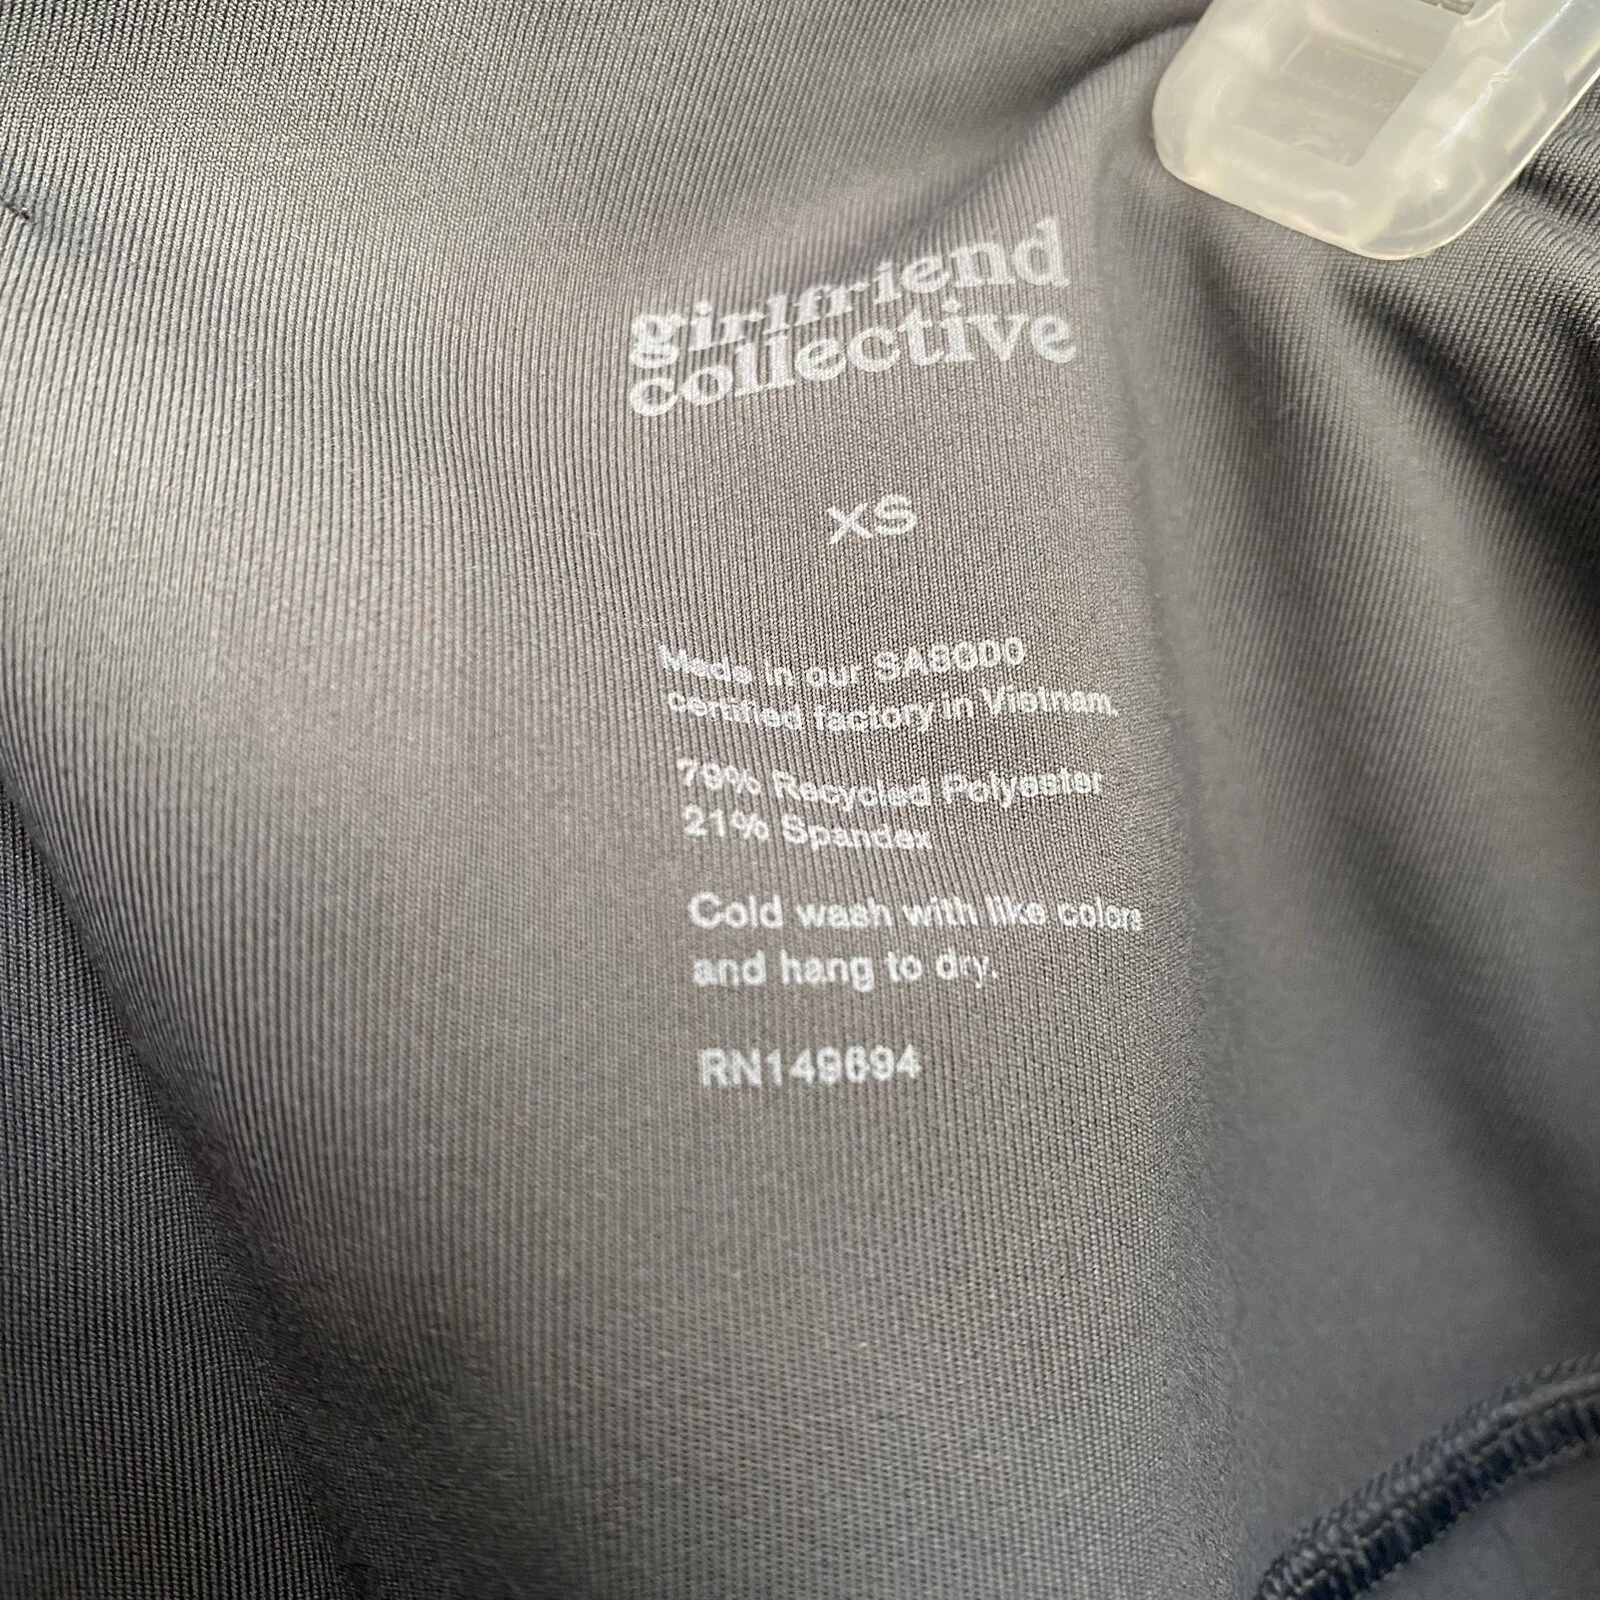 girlfriend
collective
XS
Made in our SA8000
certified factory in Vietnam.
79% Recycled Polyester
21% Spandex
Cold wash with like colors
and hang to dry.
RN149694